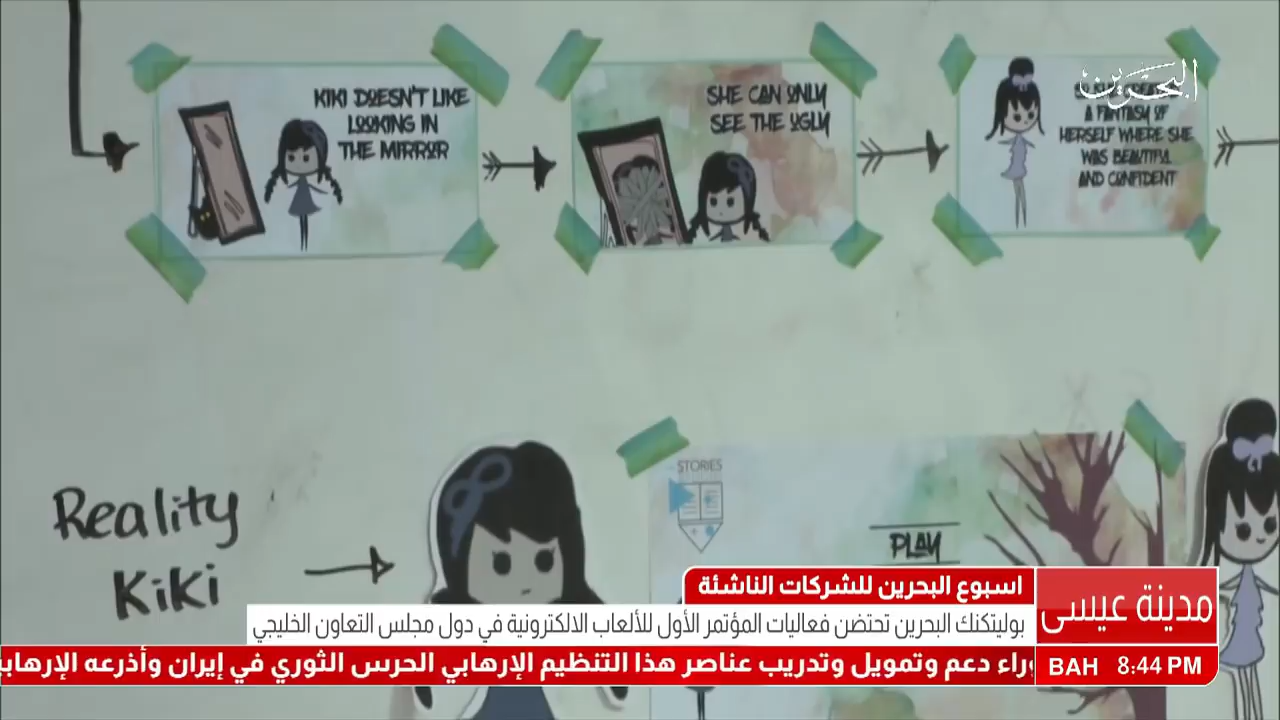 KIKI DOESN'T LIKE
LOOKING IN
THE MIRROR
SHE CAN ONLY
SEE THE UGLY
البحرين
A FANTASY OF
HERSELF WHERE SHE
WAS BEAUTIFUL
AND CONFIDENT
Reality
Kiki
STORIES
PLAY
اسبوع البحرين للشركات الناشئة
مدينة عيسى
بوليتكنك البحرين تحتضن فعاليات المؤتمر الأول للألعاب الالكترونية في دول مجلس التعاون الخليجي
وراء دعم وتمويل وتدريب عناصر هذا التنظيم الإرهابي الحرس الثوري في إيران وأذرعه الإرهابي
BAH 8:44 PM